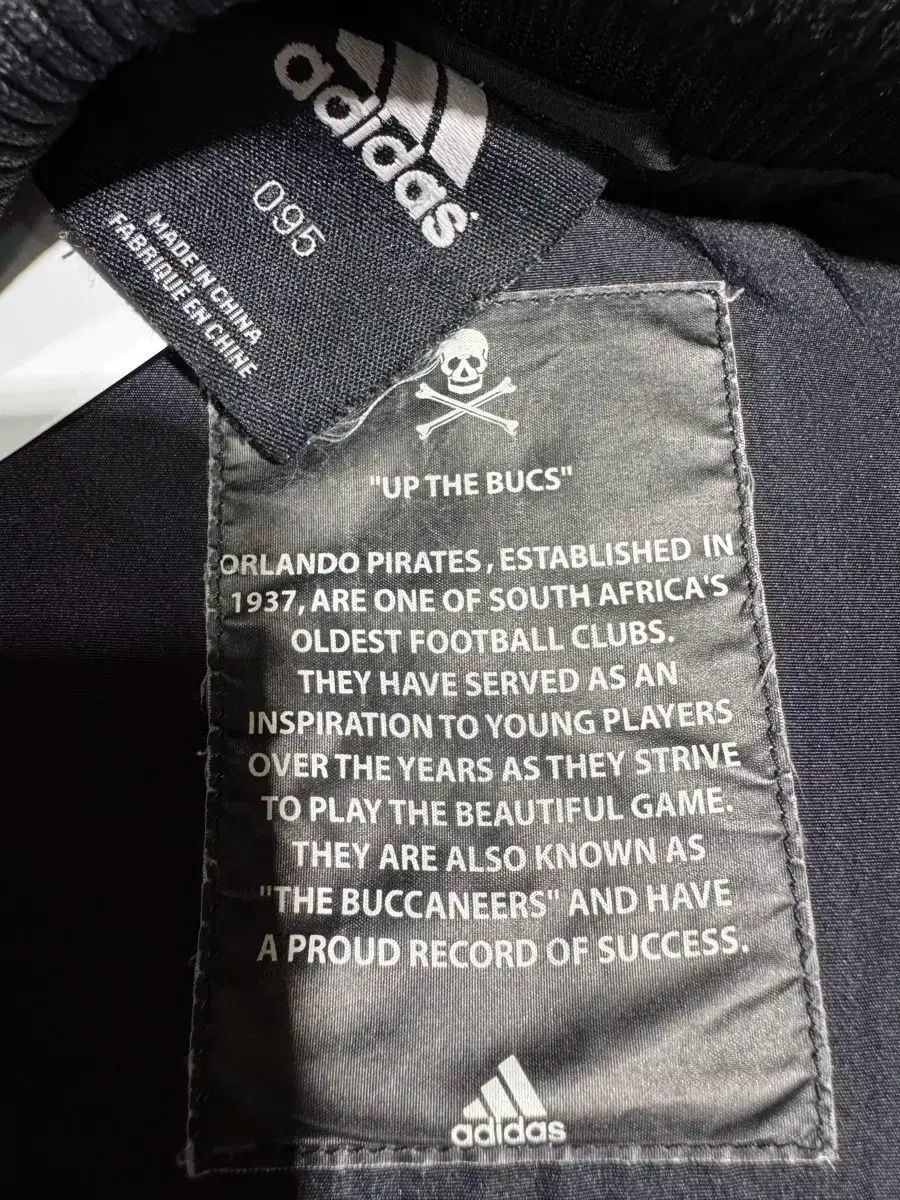 adidas
095
MADE IN CHINA
FABRIQUE EN CHINE
"UP THE BUCS"
ORLANDO PIRATES, ESTABLISHED IN
1937, ARE ONE OF SOUTH AFRICA'S
OLDEST FOOTBALL CLUBS.
THEY HAVE SERVED AS AN
INSPIRATION TO YOUNG PLAYERS
OVER THE YEARS AS THEY STRIVE
TO PLAY THE BEAUTIFUL GAME.
THEY ARE ALSO KNOWN AS
"THE BUCCANEERS" AND HAVE
A PROUD RECORD OF SUCCESS.
adidas